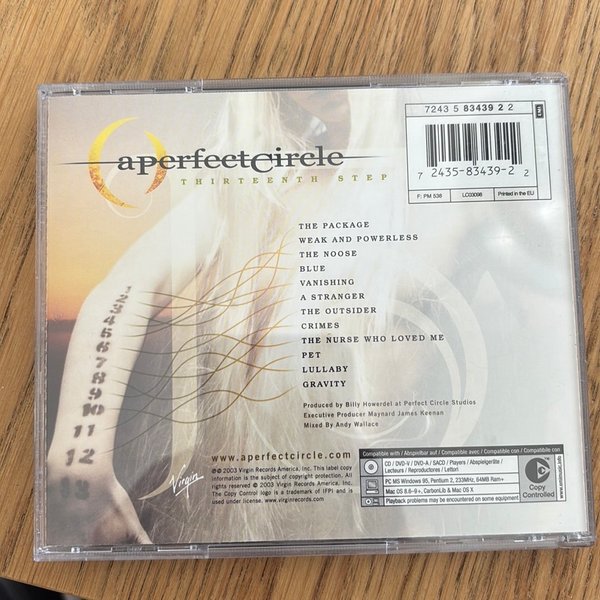 7243 5 83439 2 2
EMI
7 2435-83439-2 2
F: PM 538 LC03098 Printed in the EU
aperfectcircle
THIRTEENTH STEP
THE PACKAGE
WEAK AND POWERLESS
THE NOOSE
BLUE
VANISHING
A STRANGER
THE OUTSIDER
CRIMES
THE NURSE WHO LOVED ME
PET
LULLABY
GRAVITY
2
3
4
5
6
7
8
9
10
11
12
13
Produced by Billy Howerdel at Perfect Circle Studios
Executive Producer Maynard James Keenan
Mixed By Andy Wallace
www.aperfectcircle.com
℗© 2003 Virgin Records America, Inc. This label copy
information is the subject of copyright protection. All
rights reserved © 2003 Virgin Records America, Inc.
The Copy Control logo is a trademark of IFPI and is
used under license. www.virginrecords.com
Virgin
Compatible with / Abspielbar auf / Compatible avec / Compatible con / Compatibile con
CD / DVD-V / DVD-A / SACD / Players / Abspielgeräte /
Lecteurs / Reproductores / Lettori
PC MS Windows 95, Pentium 2, 233MHz, 64MB Ram+
Mac OS 8.6-9+, CarbonLib & Mac OS X
Playback problems may be encountered on some equipment
Copy
Controlled